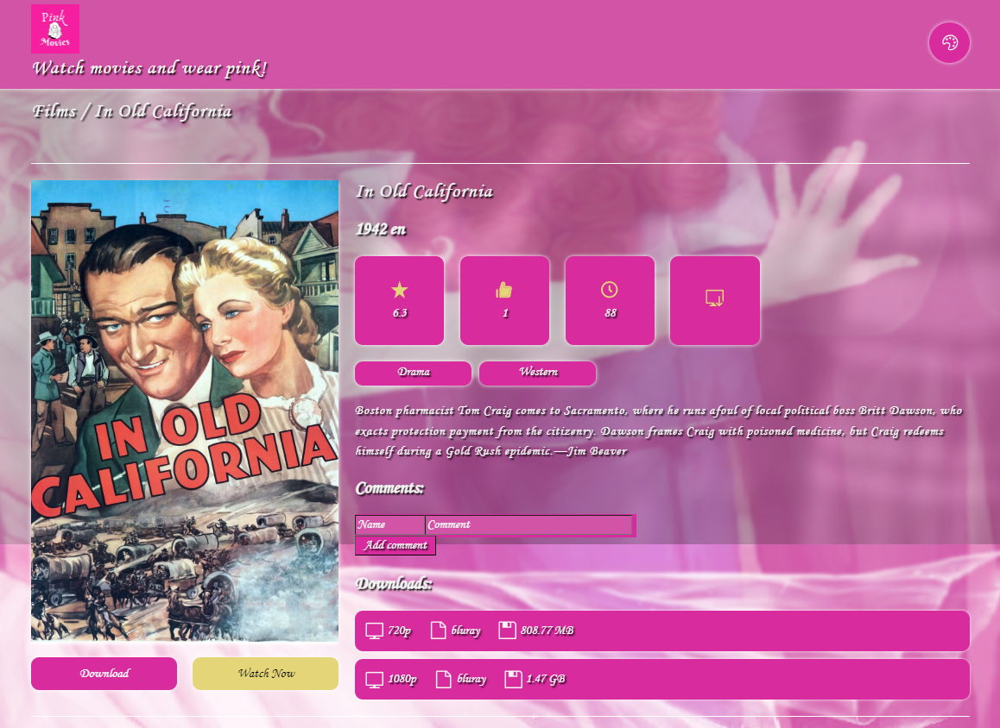 Pink
Movies
Watch movies and wear pink!
Films / In Old California
In Old California
1942 en
6.3
1
88
Drama
Western
Boston pharmacist Tom Craig comes to Sacramento, where he runs afoul of local political boss Britt Dawson, who
exacts protection payment from the citizenry. Dawson frames Craig with poisoned medicine, but Craig redeems
himself during a Gold Rush epidemic.—Jim Beaver
IN OLD
CALIFORNIA
Comments:
Name
Comment
Add comment
Downloads:
720p bluray 808.77 MB
1080p bluray 1.47 GB
Download
Watch Now